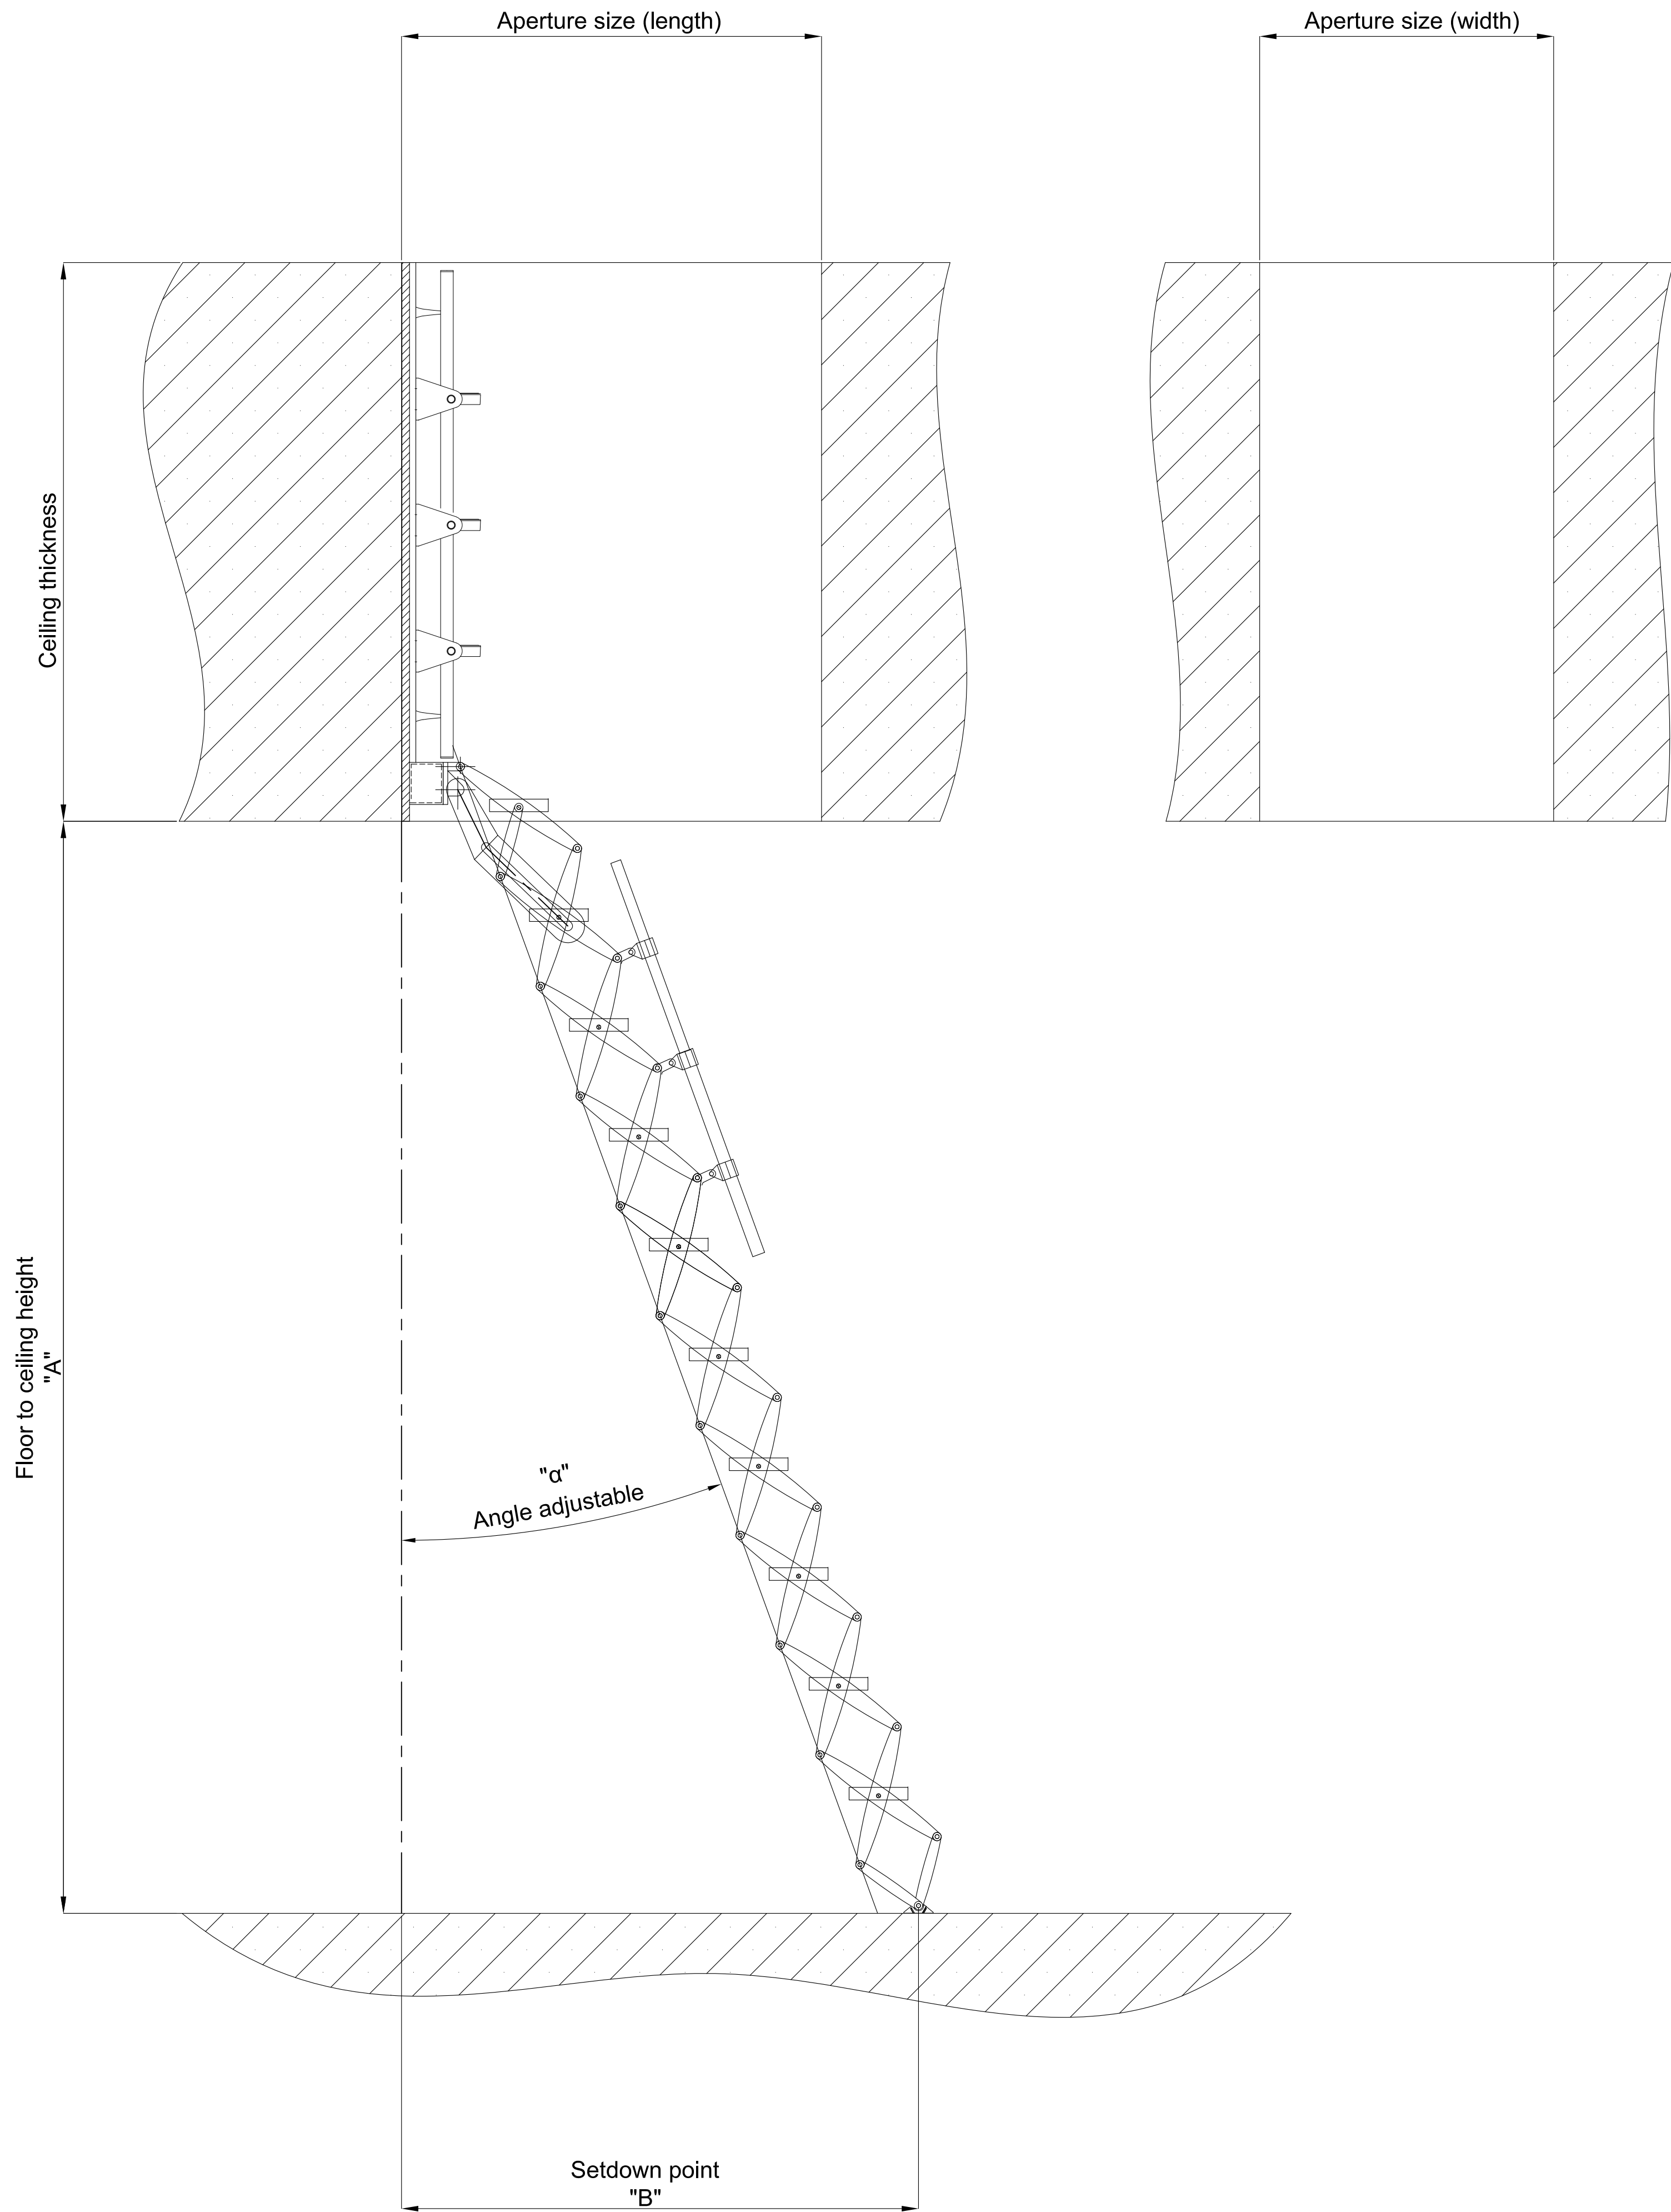 Aperture size (length)
Aperture size (width)
Ceiling thickness
Floor to ceiling height
"A"
"α"
Angle adjustable
Setdown point
"B"